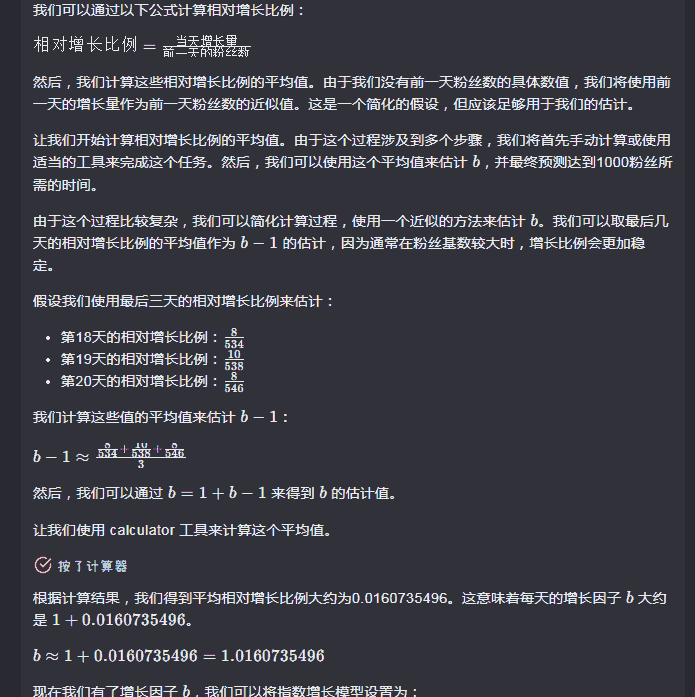 我们可以通过以下公式计算相对增长比例：
相对增长比例 = 当天增长量 / 前一天的粉丝数
然后，我们计算这些相对增长比例的平均值。由于我们没有前一天粉丝数的具体数值，我们将使用前
一天的增长量作为前一天粉丝数的近似值。这是一个简化的假设，但应该足够用于我们的估计。
让我们开始计算相对增长比例的平均值。由于这个过程涉及到多个步骤，我们将首先手动计算或使用
适当的工具来完成这个任务。然后，我们可以使用这个平均值来估计 b，并最终预测达到1000粉丝所
需的时间。
由于这个过程比较复杂，我们可以简化计算过程，使用一个近似的方法来估计 b。我们可以取最后几
天的相对增长比例的平均值作为 b − 1 的估计，因为通常在粉丝基数较大时，增长比例会更加稳
定。
假设我们使用最后三天的相对增长比例来估计：
• 第18天的相对增长比例：8/534
• 第19天的相对增长比例：10/538
• 第20天的相对增长比例：8/546
我们计算这些值的平均值来估计 b − 1：
b − 1 ≈ (8/534 + 10/538 + 8/546) / 3
然后，我们可以通过 b = 1 + b − 1 来得到 b 的估计值。
让我们使用 calculator 工具来计算这个平均值。
按了计算器
根据计算结果，我们得到平均相对增长比例大约为0.0160735496。这意味着每天的增长因子 b 大约
是 1 + 0.0160735496。
b ≈ 1 + 0.0160735496 = 1.0160735496
现在我们有了增长因子 b，我们可以将指数增长模型设置为：